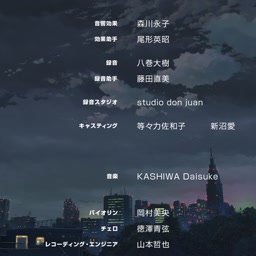 音響効果 森川永子
効果助手 尾形英昭
録音 八巻大樹
録音助手 藤田直美
録音スタジオ studio don juan
キャスティング 等々力佐和子 新沼愛
音楽 KASHIWA Daisuke
バイオリン 岡村美央
チェロ 徳澤青弦
レコーディング・エンジニア 山本哲也